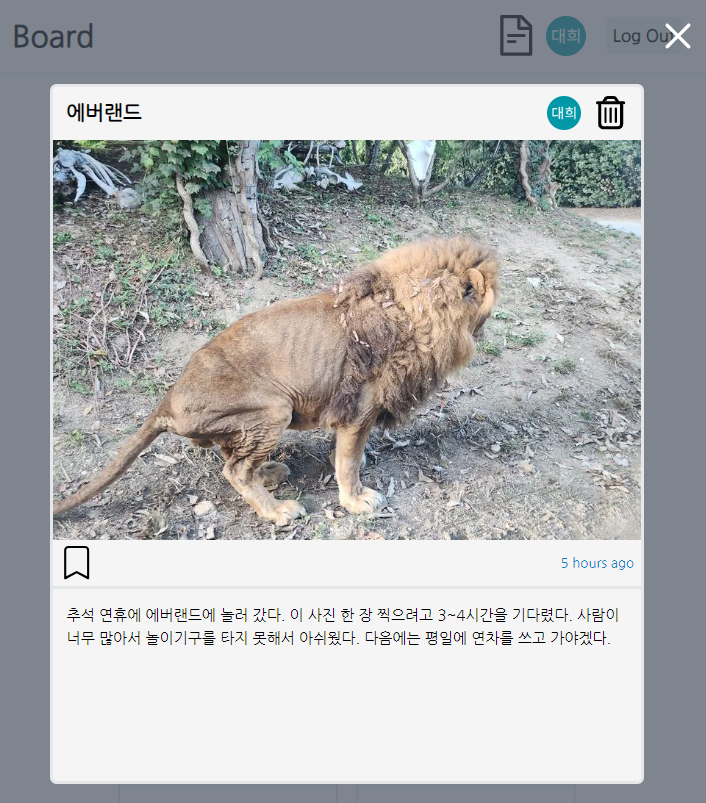 Board
대희
Log Out
에버랜드
대희
5 hours ago
추석 연휴에 에버랜드에 놀러 갔다. 이 사진 한 장 찍으려고 3~4시간을 기다렸다. 사람이
너무 많아서 놀이기구를 타지 못해서 아쉬웠다. 다음에는 평일에 연차를 쓰고 가야겠다.